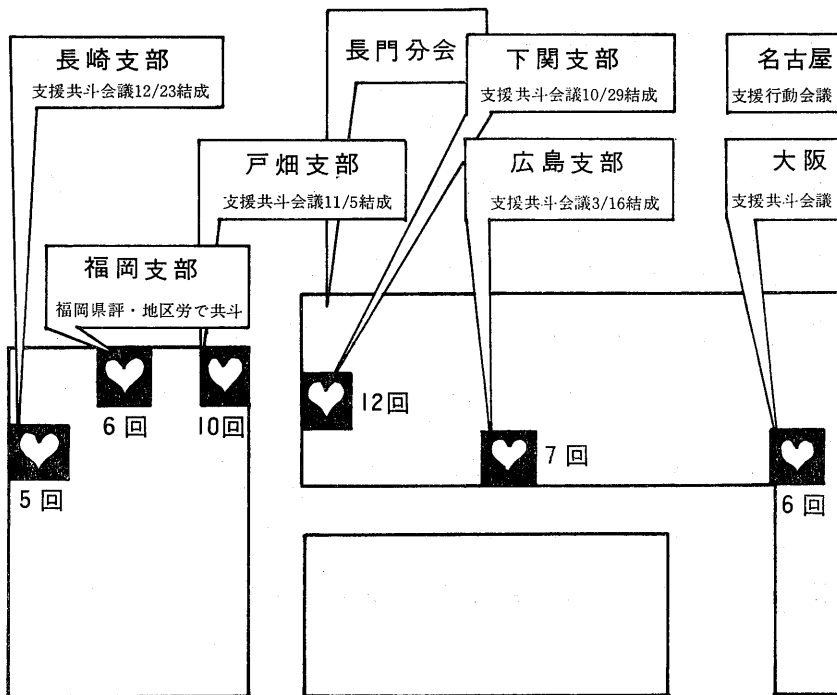 長崎支部
支援共斗会議12/23結成
長門分会
下関支部
支援共斗会議10/29結成
名古屋
支援行動会議
戸畑支部
支援共斗会議11/5結成
広島支部
支援共斗会議3/16結成
大阪
支援共斗会議
福岡支部
福岡県評・地区労で共斗
5回
6回
10回
12回
7回
6回